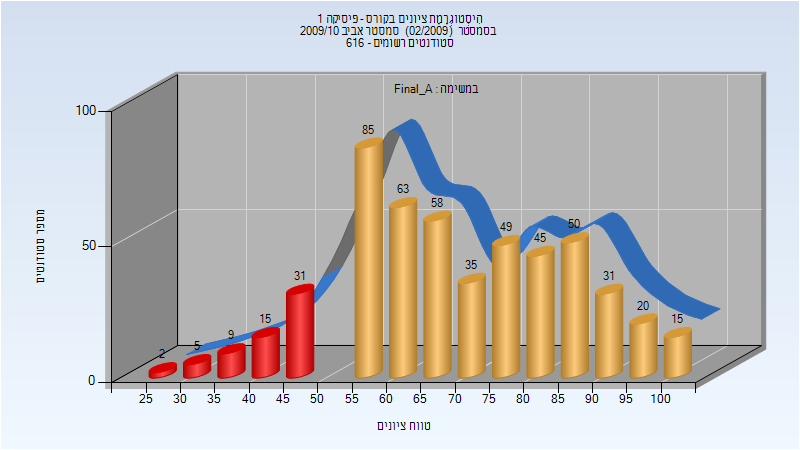 היסטוגרמת ציונים בקורס - פיסיקה 1
בסמסטר (02/2009) סמסטר אביב 2009/10
סטודנטים רשומים - 616
במשימה: Final_A
מספר סטודנטים
100
50
0
2
5
9
15
31
85
63
58
35
49
45
50
31
20
15
25 30 35 40 45 50 55 60 65 70 75 80 85 90 95 100
טווח ציונים